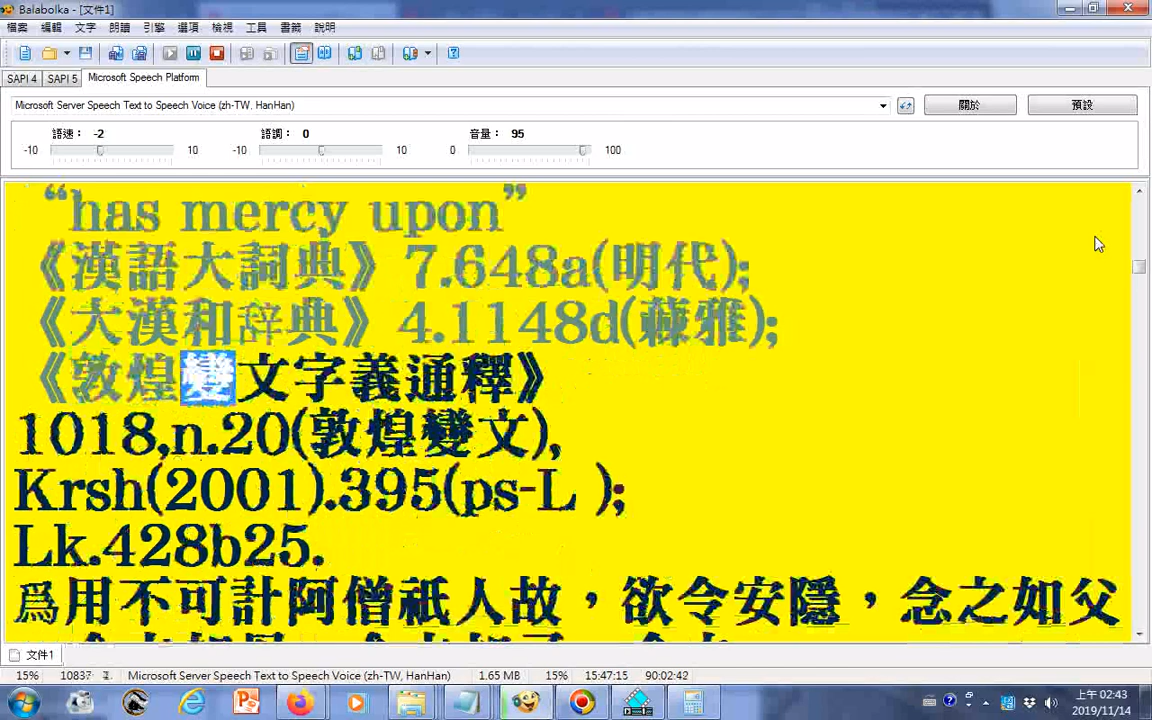 Balabolka - [文件1]
檔案 編輯 文字 朗讀 引擎 選項 檢視 工具 書籤 說明
SAPI 4 SAPI 5 Microsoft Speech Platform
Microsoft Server Speech Text to Speech Voice (zh-TW, HanHan) 關於 預設
語速： -2 語調： 0 音量： 95
-10 10 -10 10 0 100
“has mercy upon”
《漢語大詞典》 7.648a(明代);
《大漢和辞典》 4.1148d(蘇雅);
《敦煌變文字義通釋》
1018,n.20(敦煌變文),
Krsh(2001).395(ps-L );
Lk.428b25.
爲用不可計阿僧祇人故，欲令安隱，念之如父
文件1
15% 10837 Microsoft Server Speech Text to Speech Voice (zh-TW, HanHan) 1.65 MB 15% 15:47:15 90:02:42
上午 02:43
2019/11/14